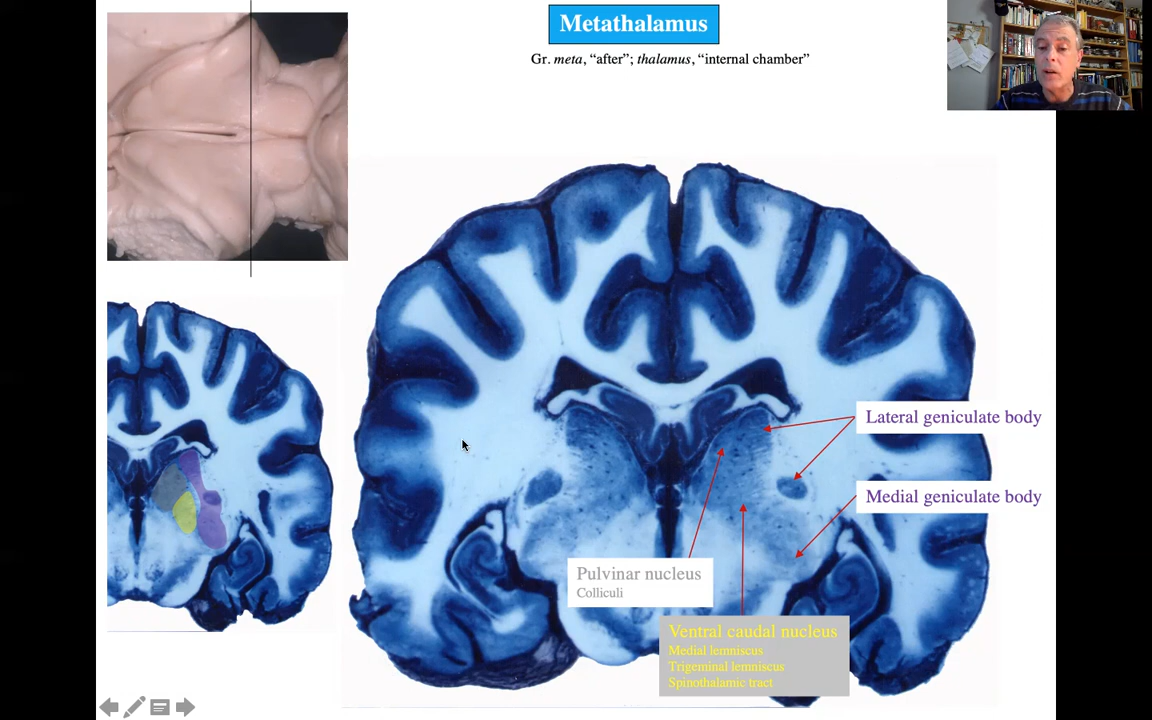 Metathalamus
Gr. meta, “after”; thalamus, “internal chamber”
Lateral geniculate body
Medial geniculate body
Pulvinar nucleus
Colliculi
Ventral caudal nucleus
Medial lemniscus
Trigeminal lemniscus
Spinothalamic tract